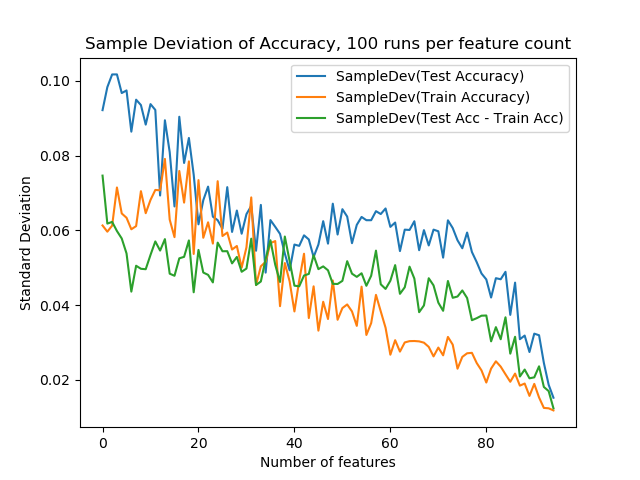 Sample Deviation of Accuracy, 100 runs per feature count
SampleDev(Test Accuracy)
SampleDev(Train Accuracy)
SampleDev(Test Acc - Train Acc)
Standard Deviation
0.10
0.08
0.06
0.04
0.02
0 20 40 60 80
Number of features